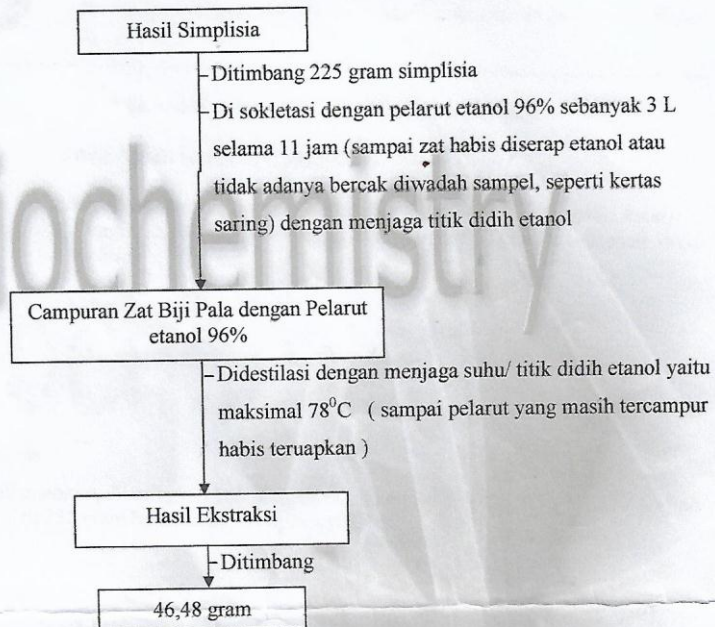 Hasil Simplisia
-Ditimbang 225 gram simplisia
-Di sokletasi dengan pelarut etanol 96% sebanyak 3 L
selama 11 jam (sampai zat habis diserap etanol atau
tidak adanya bercak diwadah sampel, seperti kertas
saring) dengan menjaga titik didih etanol
iochemistry
Campuran Zat Biji Pala dengan Pelarut
etanol 96%
-Didestilasi dengan menjaga suhu/ titik didih etanol yaitu
maksimal 78⁰C ( sampai pelarut yang masih tercampur
habis teruapkan )
Hasil Ekstraksi
-Ditimbang
46,48 gram